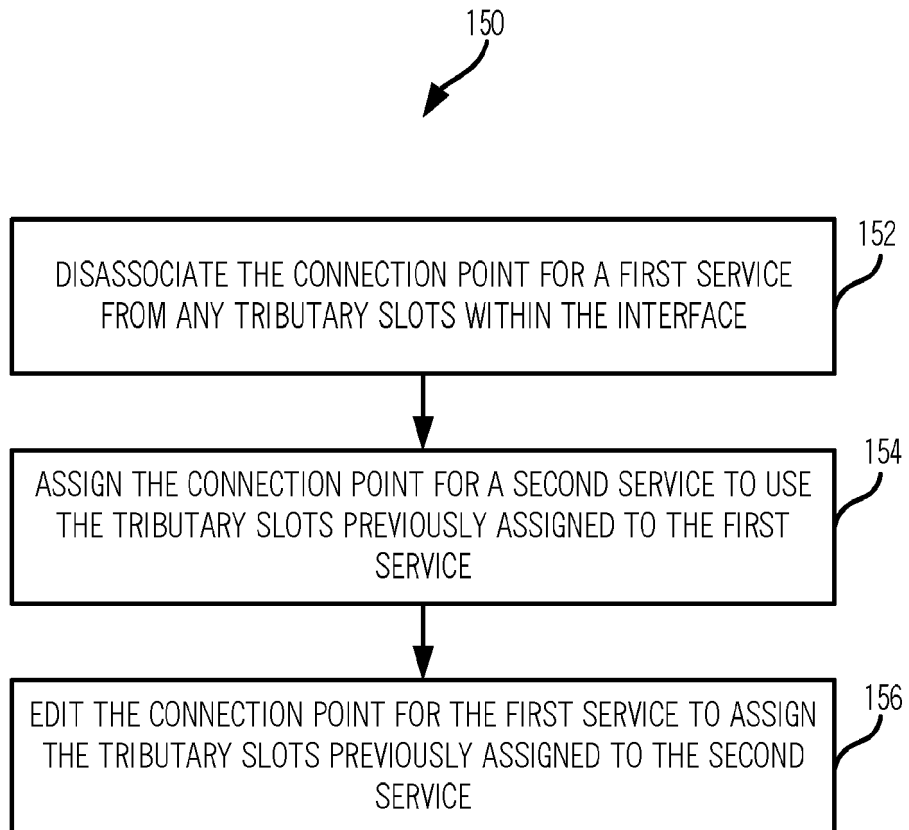 150
152
DISASSOCIATE THE CONNECTION POINT FOR A FIRST SERVICE
FROM ANY TRIBUTARY SLOTS WITHIN THE INTERFACE
154
ASSIGN THE CONNECTION POINT FOR A SECOND SERVICE TO USE
THE TRIBUTARY SLOTS PREVIOUSLY ASSIGNED TO THE FIRST
SERVICE
156
EDIT THE CONNECTION POINT FOR THE FIRST SERVICE TO ASSIGN
THE TRIBUTARY SLOTS PREVIOUSLY ASSIGNED TO THE SECOND
SERVICE